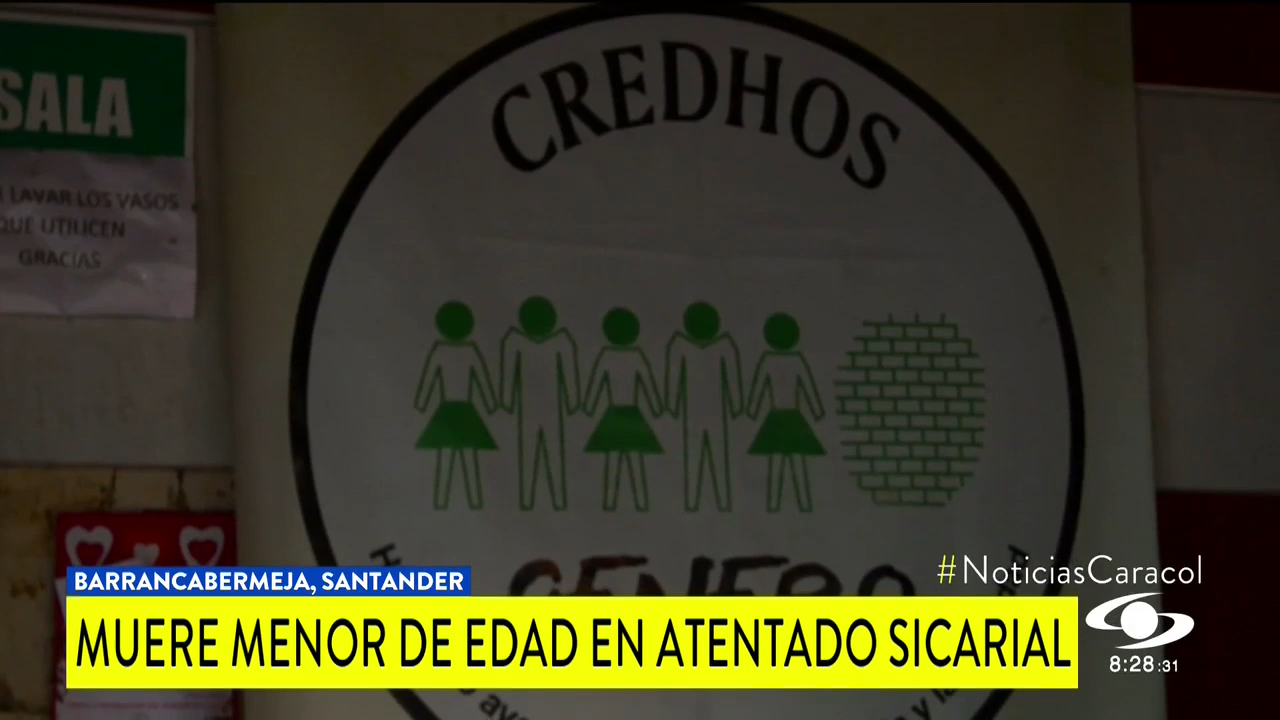 SALA
LAVAR LOS VASOS
QUE UTILICEN
GRACIAS
CREDHOS
GENERO
BARRANCABERMEJA, SANTANDER
MUERE MENOR DE EDAD EN ATENTADO SICARIAL
#NoticiasCaracol
8:28:31